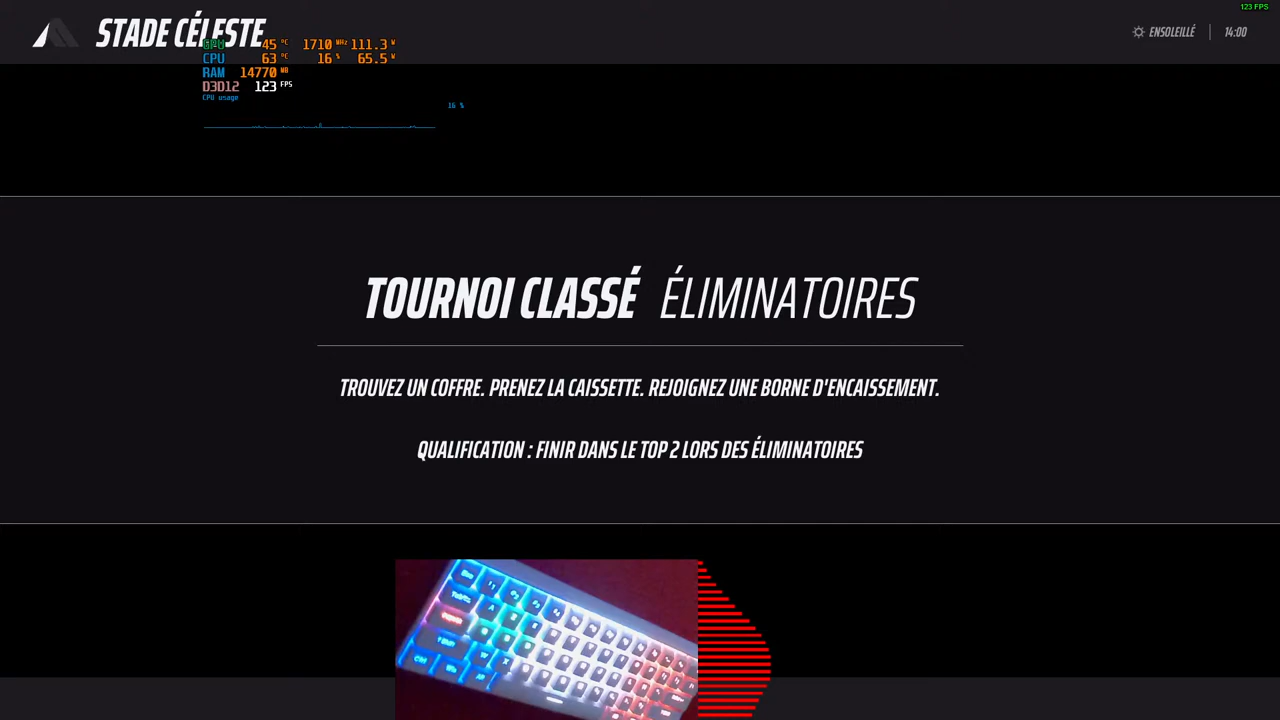 123 FPS
STADE CÉLESTE
ENSOLEILLÉ 14:00
GPU 45 °C 1710 MHz 111.3 W
CPU 63 °C 16 % 65.5 W
RAM 14770 MB
D3D12 123 FPS
CPU usage
16 %
TOURNOI CLASSÉ ÉLIMINATOIRES
TROUVEZ UN COFFRE. PRENEZ LA CAISSETTE. REJOIGNEZ UNE BORNE D'ENCAISSEMENT.
QUALIFICATION : FINIR DANS LE TOP 2 LORS DES ÉLIMINATOIRES